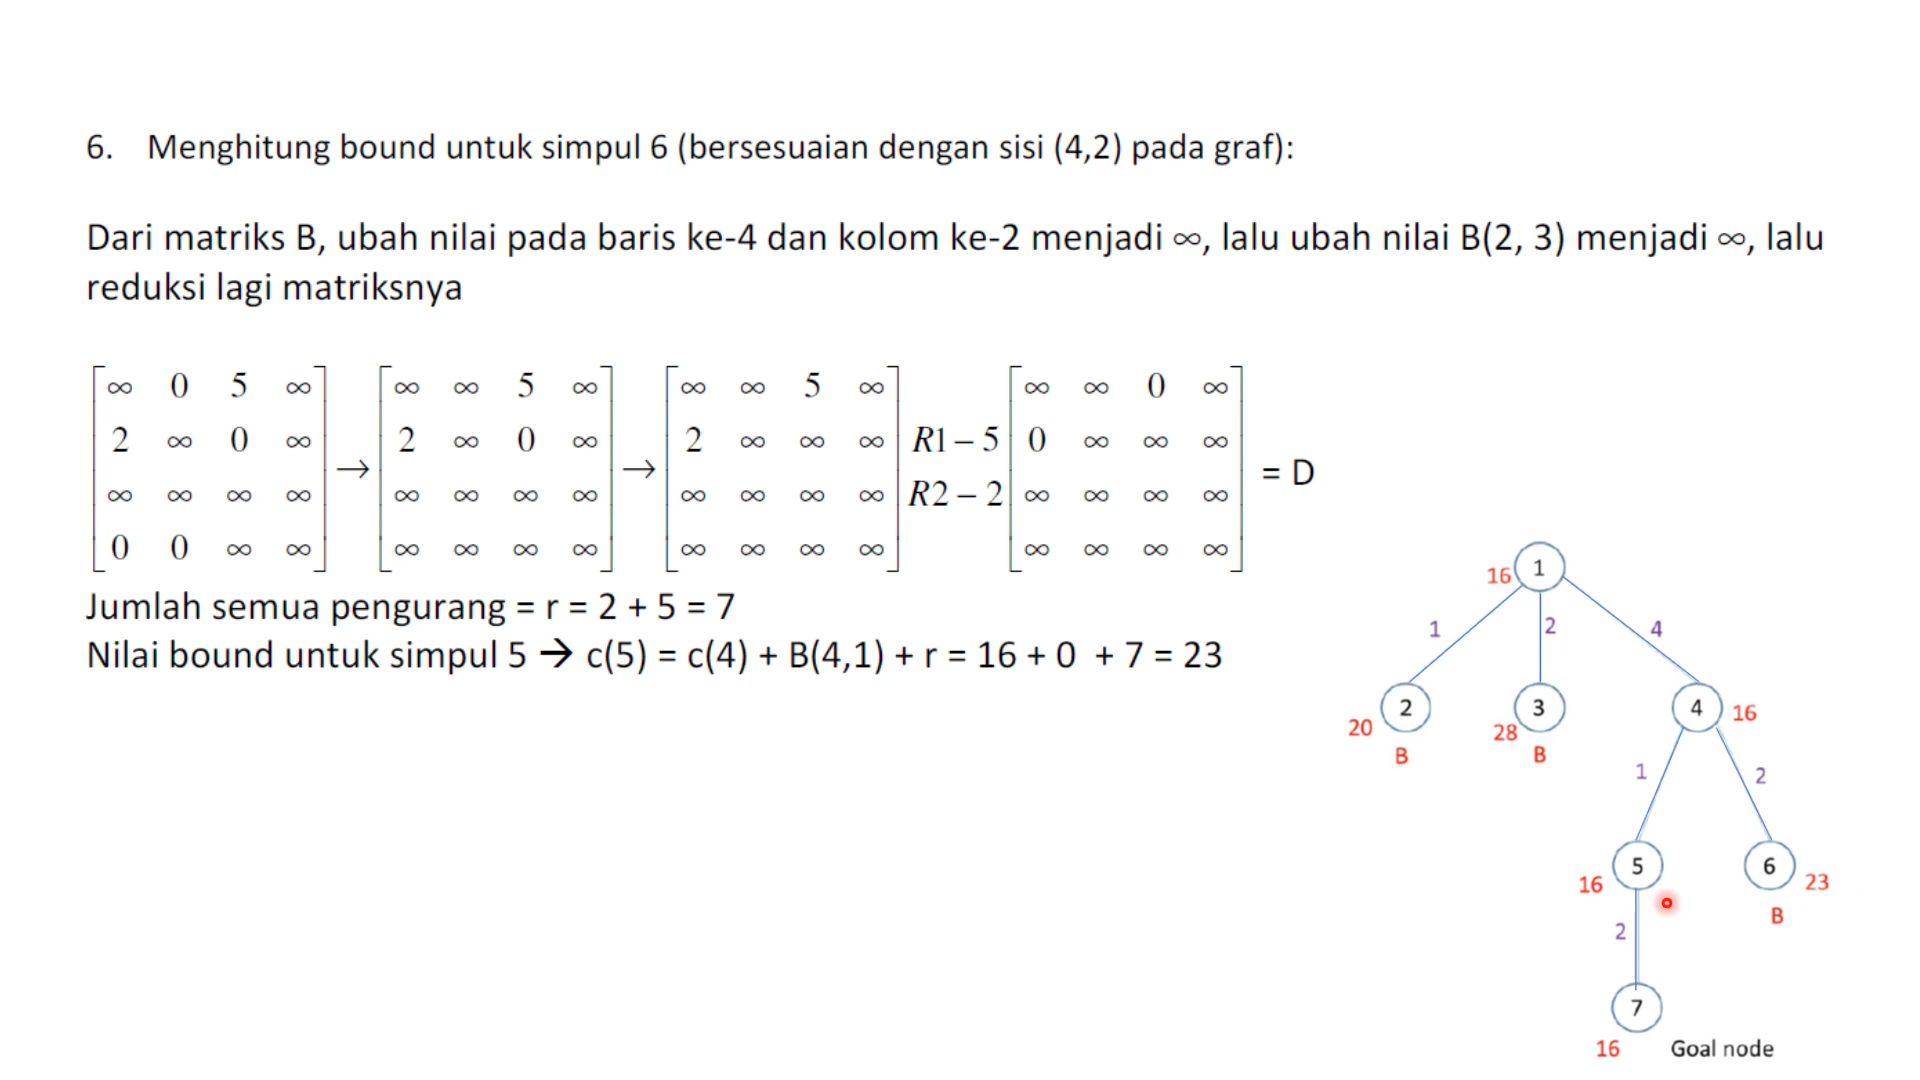 6. Menghitung bound untuk simpul 6 (bersesuaian dengan sisi (4,2) pada graf):
Dari matriks B, ubah nilai pada baris ke-4 dan kolom ke-2 menjadi ∞, lalu ubah nilai B(2, 3) menjadi ∞, lalu
reduksi lagi matriksnya
∞ 0 5 ∞ ∞ ∞ 5 ∞ ∞ ∞ 5 ∞ ∞ ∞ 0 ∞
2 ∞ 0 ∞ 2 ∞ 0 ∞ 2 ∞ ∞ ∞ R1 – 5 0 ∞ ∞ ∞
→ → = D
∞ ∞ ∞ ∞ ∞ ∞ ∞ ∞ ∞ ∞ ∞ ∞ R2 – 2 ∞ ∞ ∞ ∞
0 0 ∞ ∞ ∞ ∞ ∞ ∞ ∞ ∞ ∞ ∞ ∞ ∞ ∞ ∞
Jumlah semua pengurang = r = 2 + 5 = 7
Nilai bound untuk simpul 5 → c(5) = c(4) + B(4,1) + r = 16 + 0 + 7 = 23
16 1
1 2 4
2 3 4 16
20 28
B B
1 2
5 6
16 23
B
2
7
16 Goal node